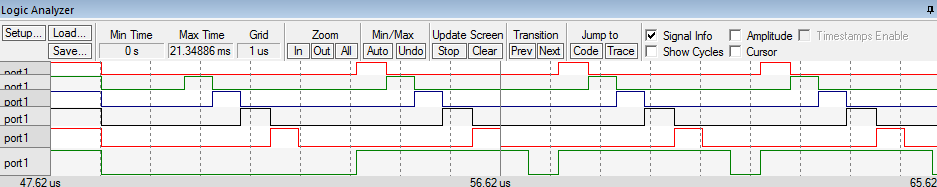 Logic Analyzer
Setup... Load... Min Time Max Time Grid Zoom Min/Max Update Screen Transition Jump to Signal Info Amplitude Timestamps Enable
Save... 0 s 21.34886 ms 1 us In Out All Auto Undo Stop Clear Prev Next Code Trace Show Cycles Cursor
port1
port1
port1
port1
port1
port1
47.62 us 56.62 us 65.62